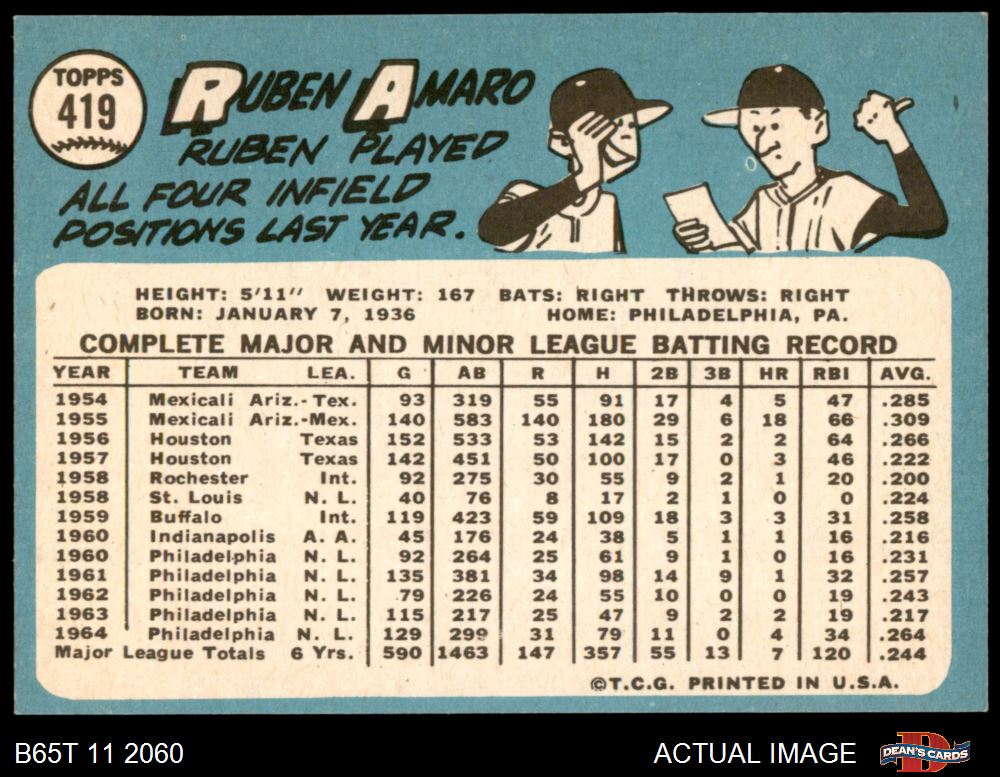 TOPPS
419
RUBEN AMARO
RUBEN PLAYED
ALL FOUR INFIELD
POSITIONS LAST YEAR.
HEIGHT: 5'11" WEIGHT: 167 BATS: RIGHT THROWS: RIGHT
BORN: JANUARY 7, 1936 HOME: PHILADELPHIA, PA.
COMPLETE MAJOR AND MINOR LEAGUE BATTING RECORD
YEAR TEAM LEA. G AB R H 2B 3B HR RBI AVG.
1954 Mexicali Ariz.-Tex. 93 319 55 91 17 4 5 47 .285
1955 Mexicali Ariz.-Mex. 140 583 140 180 29 6 18 66 .309
1956 Houston Texas 152 533 53 142 15 2 2 64 .266
1957 Houston Texas 142 451 50 100 17 0 3 46 .222
1958 Rochester Int. 92 275 30 55 9 2 1 20 .200
1958 St. Louis N. L. 40 76 8 17 2 1 0 0 .224
1959 Buffalo Int. 119 423 59 109 18 3 3 31 .258
1960 Indianapolis A. A. 45 176 24 38 5 1 1 16 .216
1960 Philadelphia N. L. 92 264 25 61 9 1 0 16 .231
1961 Philadelphia N. L. 135 381 34 98 14 9 1 32 .257
1962 Philadelphia N. L. 79 226 24 55 10 0 0 19 .243
1963 Philadelphia N. L. 115 217 25 47 9 2 2 19 .217
1964 Philadelphia N. L. 129 299 31 79 11 0 4 34 .264
Major League Totals 6 Yrs. 590 1463 147 357 55 13 7 120 .244
©T.C.G. PRINTED IN U.S.A.
B65T 11 2060 ACTUAL IMAGE DEAN'S CARDS